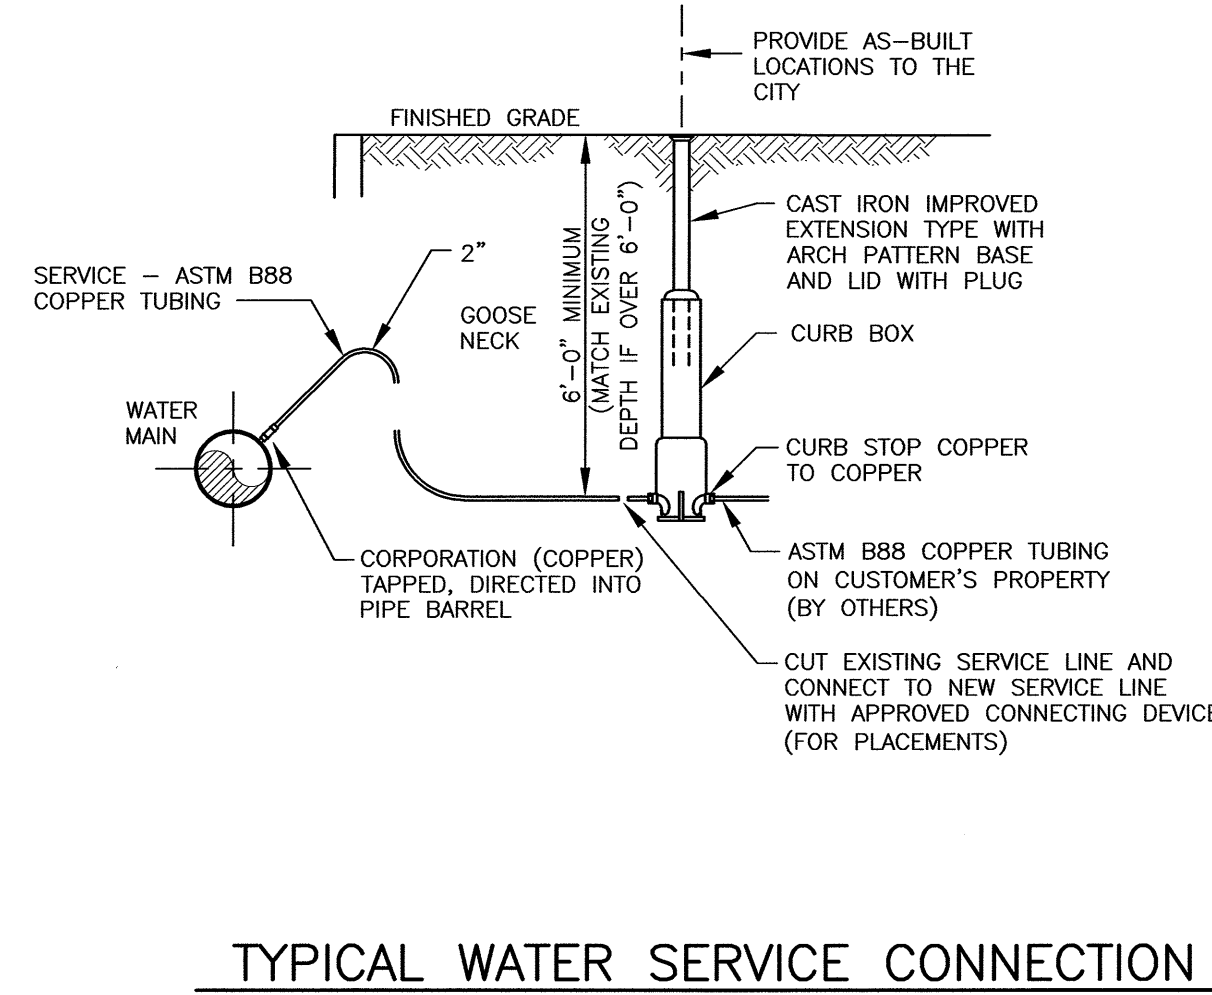 PROVIDE AS-BUILT
LOCATIONS TO THE
CITY
FINISHED GRADE
CAST IRON IMPROVED
EXTENSION TYPE WITH
ARCH PATTERN BASE
AND LID WITH PLUG
2"
SERVICE - ASTM B88
COPPER TUBING
GOOSE
NECK
6'-0" MINIMUM
(MATCH EXISTING
DEPTH IF OVER 6'-0")
CURB BOX
WATER
MAIN
CURB STOP COPPER
TO COPPER
CORPORATION (COPPER)
TAPPED, DIRECTED INTO
PIPE BARREL
ASTM B88 COPPER TUBING
ON CUSTOMER'S PROPERTY
(BY OTHERS)
CUT EXISTING SERVICE LINE AND
CONNECT TO NEW SERVICE LINE
WITH APPROVED CONNECTING DEVICE
(FOR PLACEMENTS)
TYPICAL WATER SERVICE CONNECTION